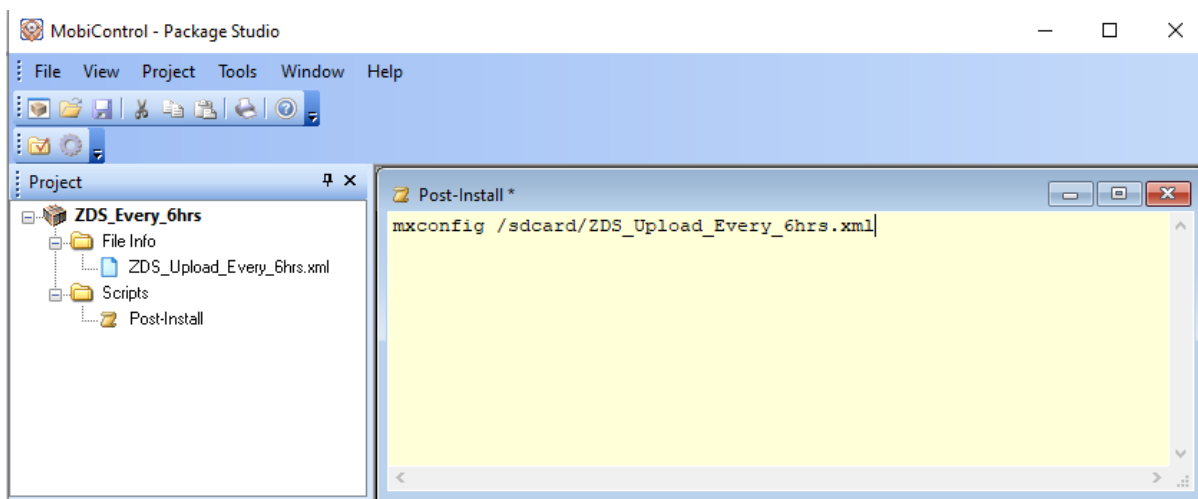 MobiControl - Package Studio
File View Project Tools Window Help
Project
ZDS_Every_6hrs
File Info
ZDS_Upload_Every_6hrs.xml
Scripts
Post-Install
Post-Install *
mxconfig /sdcard/ZDS_Upload_Every_6hrs.xml